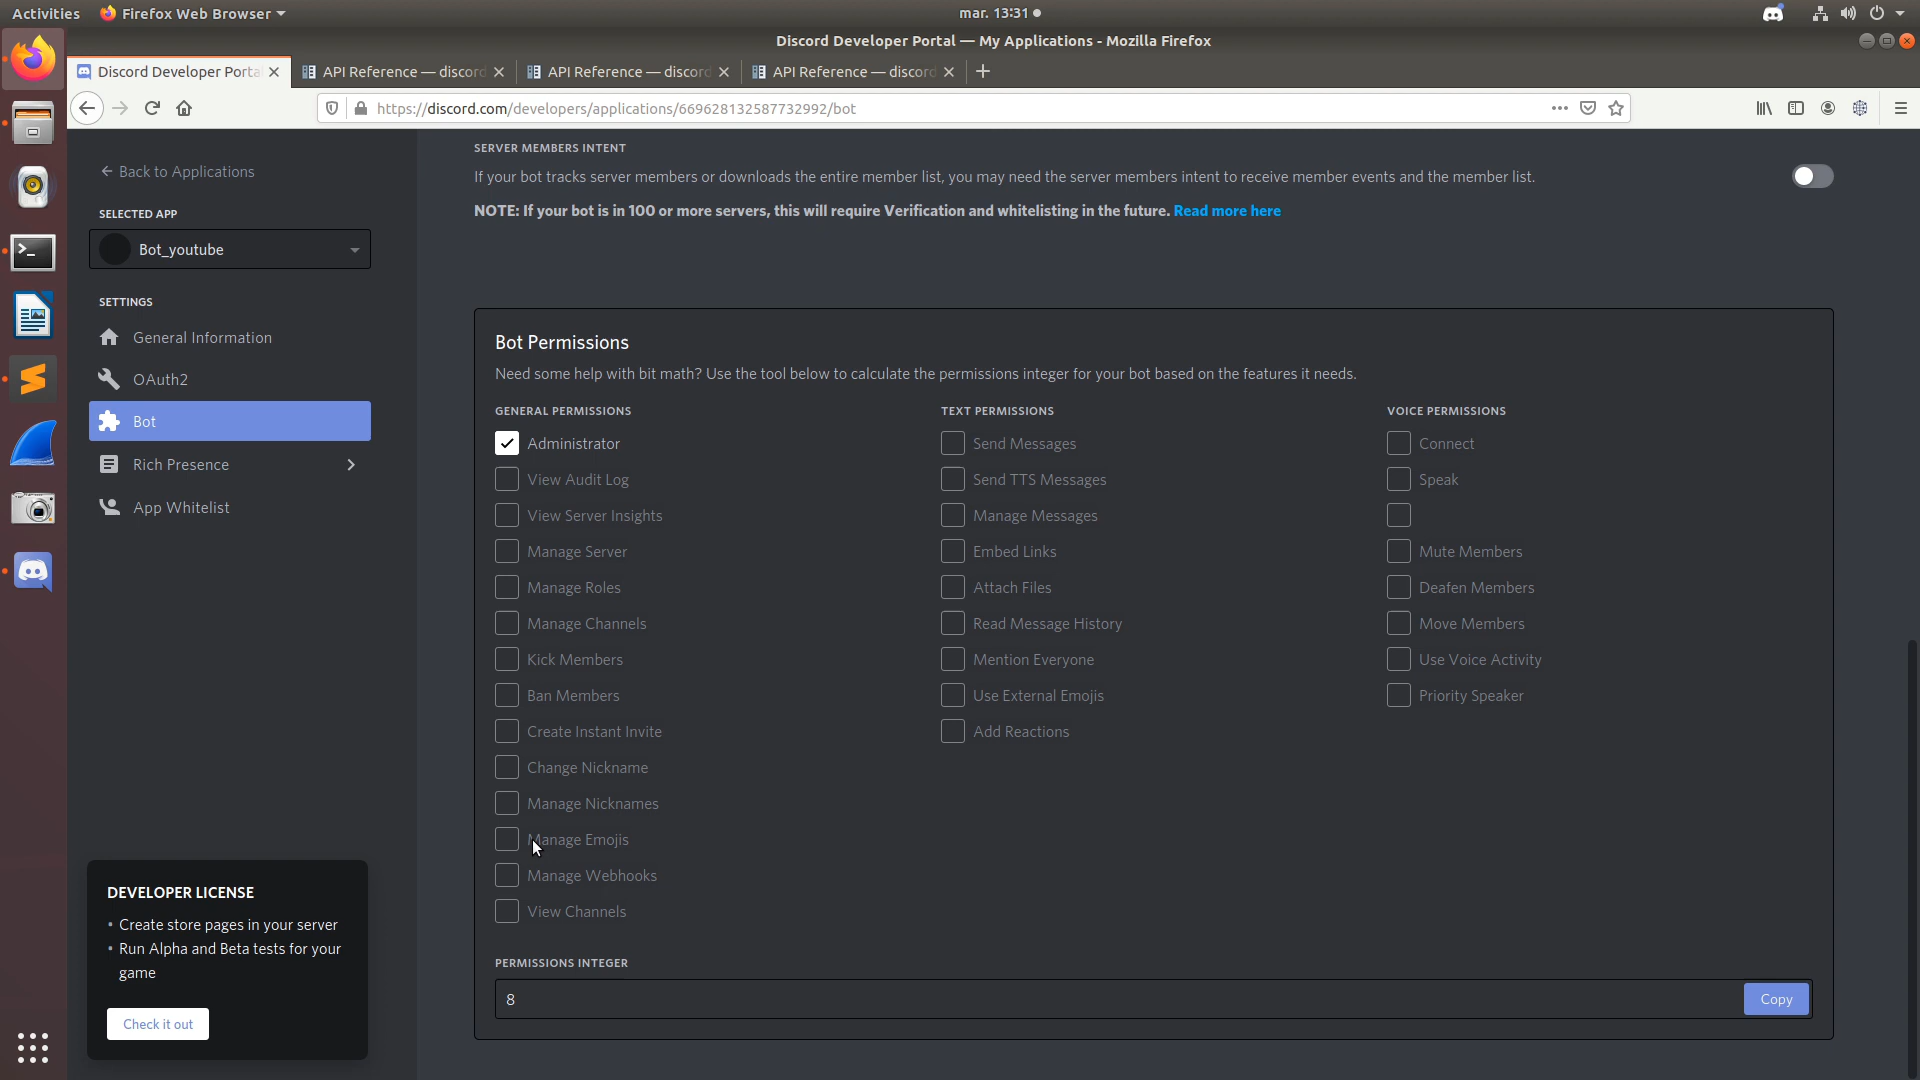 Activities
Firefox Web Browser
mar. 13:31
Discord Developer Portal — My Applications - Mozilla Firefox
Discord Developer Porta
API Reference — discord
API Reference — discord
API Reference — discord
https://discord.com/developers/applications/669628132587732992/bot
Back to Applications
SELECTED APP
Bot_youtube
SETTINGS
General Information
OAuth2
Bot
Rich Presence
App Whitelist
DEVELOPER LICENSE
• Create store pages in your server
• Run Alpha and Beta tests for your
game
Check it out
SERVER MEMBERS INTENT
If your bot tracks server members or downloads the entire member list, you may need the server members intent to receive member events and the member list.
NOTE: If your bot is in 100 or more servers, this will require Verification and whitelisting in the future. Read more here
Bot Permissions
Need some help with bit math? Use the tool below to calculate the permissions integer for your bot based on the features it needs.
GENERAL PERMISSIONS
Administrator
View Audit Log
View Server Insights
Manage Server
Manage Roles
Manage Channels
Kick Members
Ban Members
Create Instant Invite
Change Nickname
Manage Nicknames
Manage Emojis
Manage Webhooks
View Channels
TEXT PERMISSIONS
Send Messages
Send TTS Messages
Manage Messages
Embed Links
Attach Files
Read Message History
Mention Everyone
Use External Emojis
Add Reactions
VOICE PERMISSIONS
Connect
Speak
Mute Members
Deafen Members
Move Members
Use Voice Activity
Priority Speaker
PERMISSIONS INTEGER
8
Copy